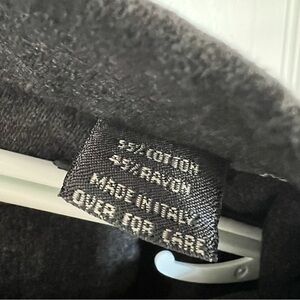 55% COTTON
45% RAYON
MADE IN ITALY
OVER FOR CARE